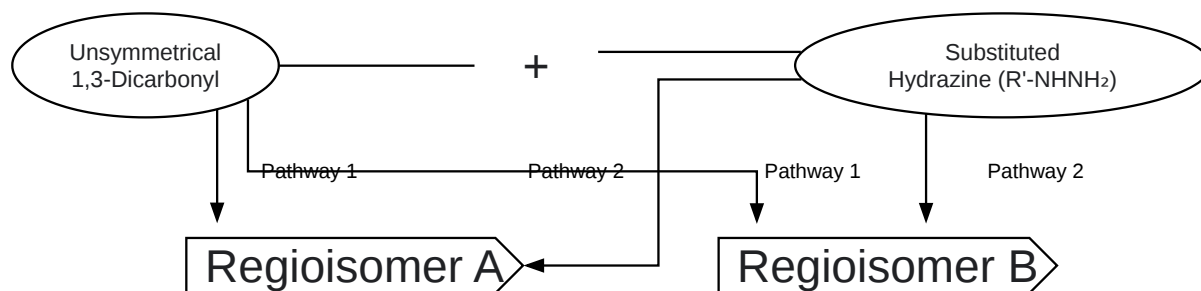 Unsymmetrical
1,3-Dicarbonyl
+
Substituted
Hydrazine (R'-NHNH₂)
Pathway 1
Pathway 2
Pathway 1
Pathway 2
Regioisomer A
Regioisomer B